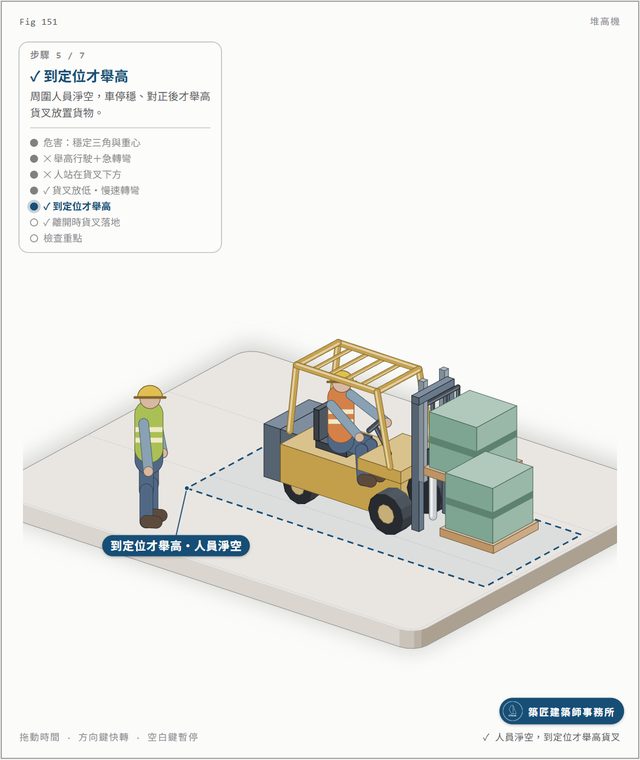 Fig 151
堆高機
步驟 5 / 7
✓ 到定位才舉高
周圍人員淨空，車停穩、對正後才舉高
貨叉放置貨物。
危害：穩定三角與重心
✕ 舉高行駛＋急轉彎
✕ 人站在貨叉下方
✓ 貨叉放低・慢速轉彎
✓ 到定位才舉高
✓ 離開時貨叉落地
檢查重點
到定位才舉高・人員淨空
築匠建築師事務所
拖動時間 · 方向鍵快轉 · 空白鍵暫停
✓ 人員淨空，到定位才舉高貨叉